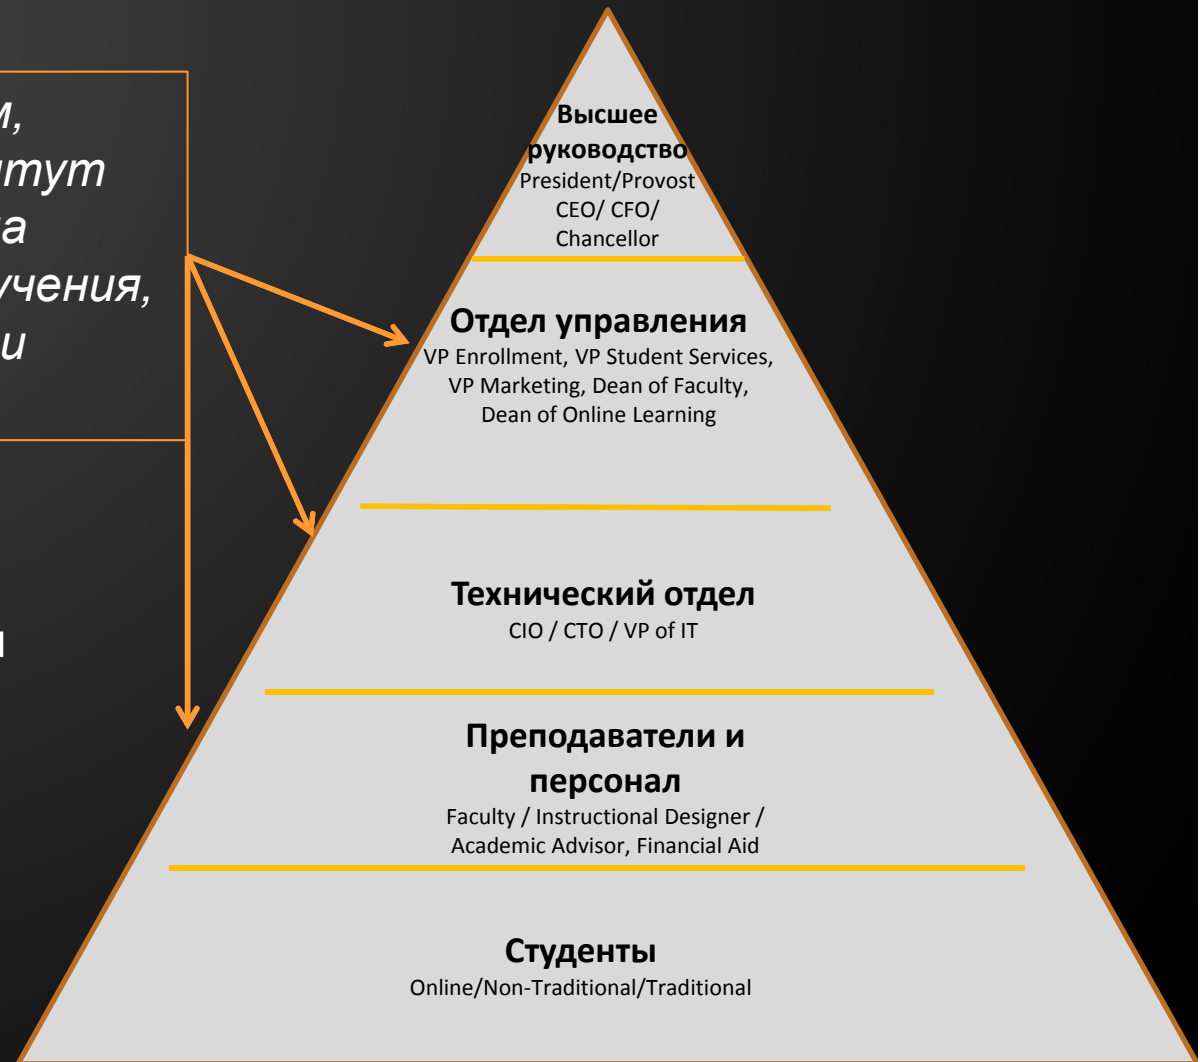 м,
итут
учения,
и
Высшее
руководство
President/Provost
CEO/ CFO/
Chancellor
Отдел управления
VP Enrollment, VP Student Services,
VP Marketing, Dean of Faculty,
Dean of Online Learning
Технический отдел
CIO / CTO / VP of IT
Преподаватели и
персонал
Faculty / Instructional Designer /
Academic Advisor, Financial Aid
Студенты
Online/Non-Traditional/Traditional